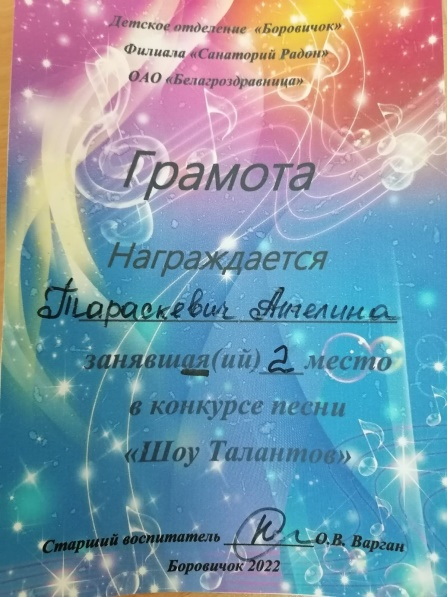 Детское отделение «Боровичок»
Филиала «Санаторий Радон»
ОАО «Белагроздравница»
Грамота
Награждается
Тараскевич Ангелина
занявшая(ий) 2 место
в конкурсе песни
«Шоу Талантов»
Старший воспитатель О.В. Варган
Боровичок 2022